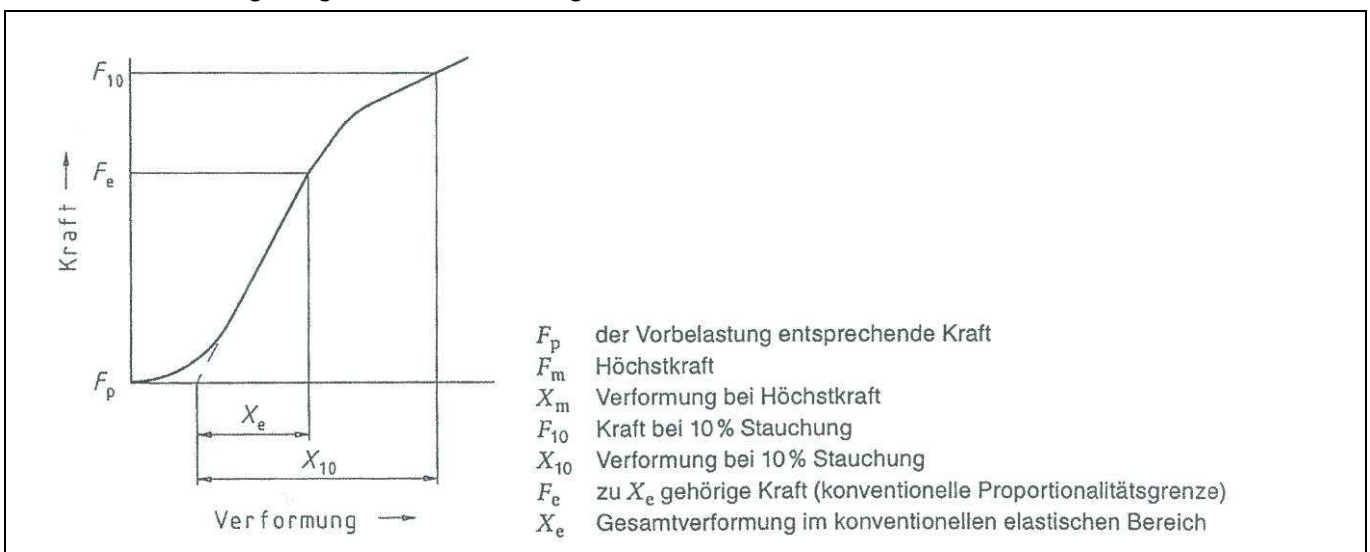 F10
Fe
Kraft
Fp
Xe
X10
Verformung
Fp der Vorbelastung entsprechende Kraft
Fm Höchstkraft
Xm Verformung bei Höchstkraft
F10 Kraft bei 10% Stauchung
X10 Verformung bei 10% Stauchung
Fe zu Xe gehörige Kraft (konventionelle Proportionalitätsgrenze)
Xe Gesamtverformung im konventionellen elastischen Bereich